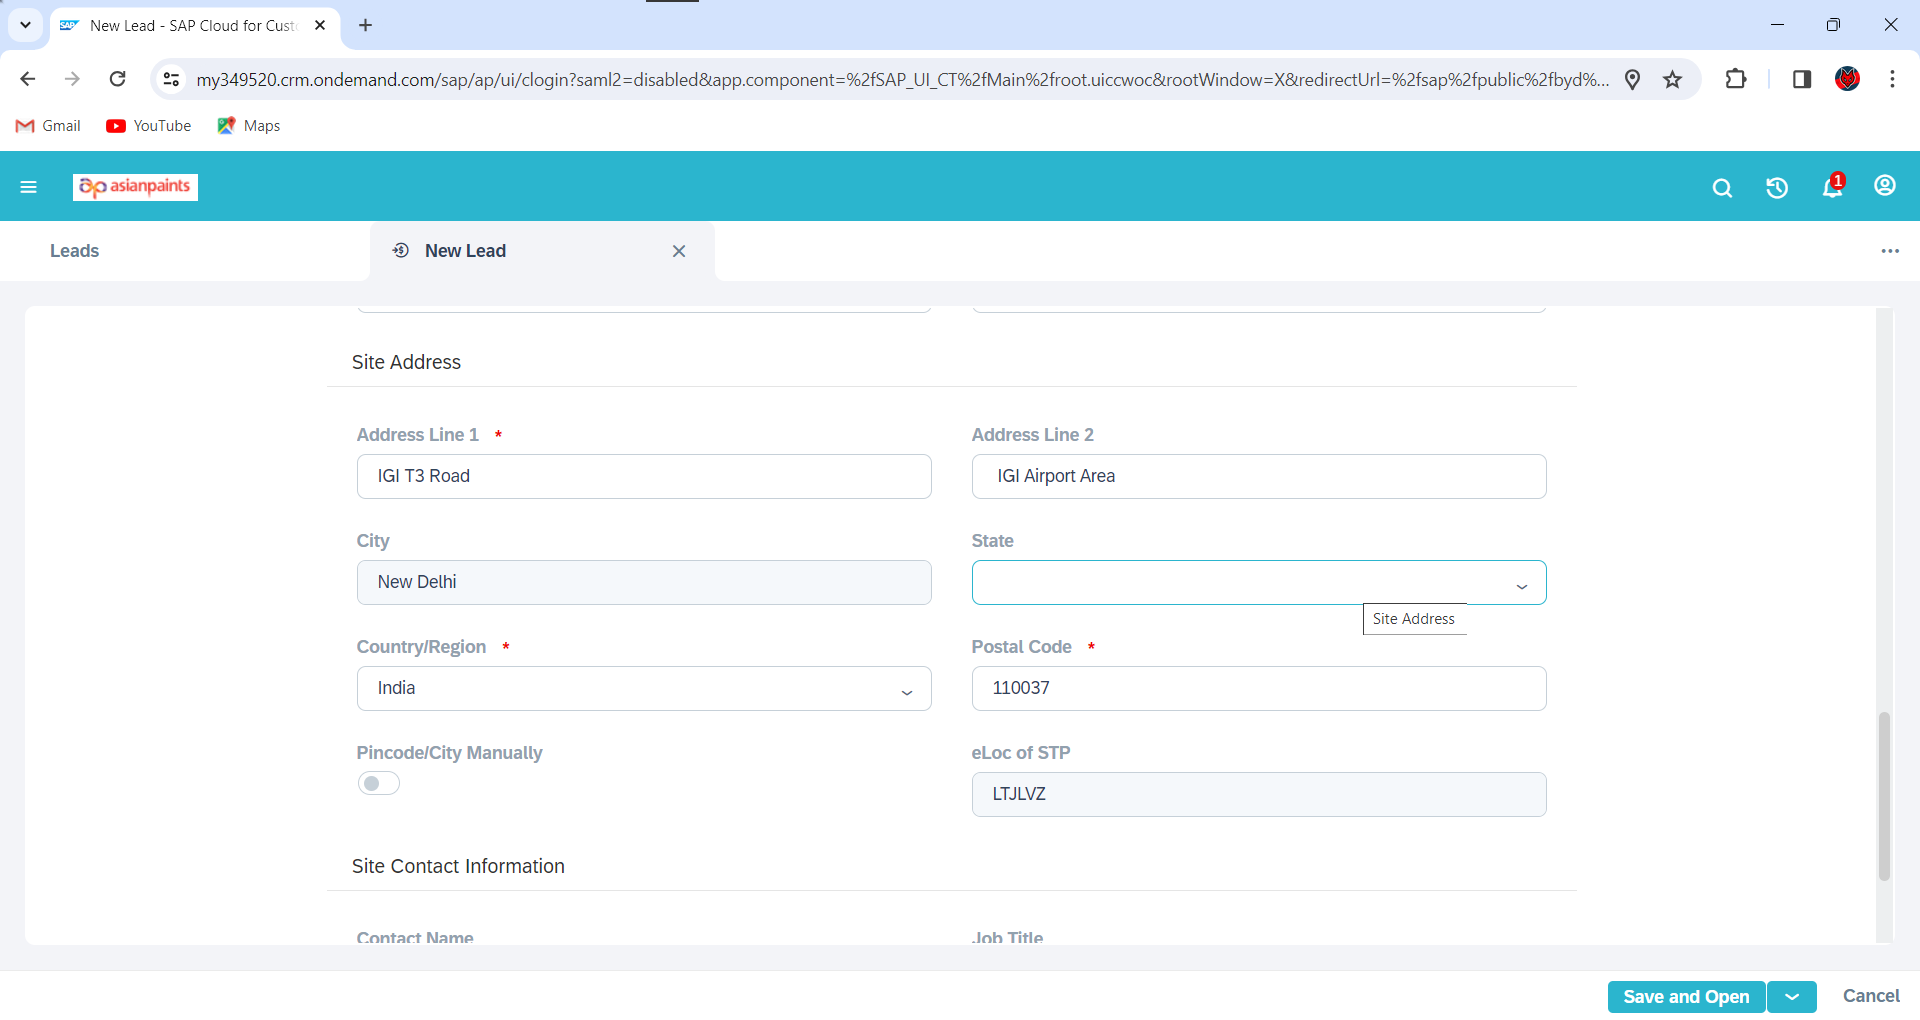 New Lead - SAP Cloud for Cust
my349520.crm.ondemand.com/sap/ap/ui/clogin?saml2=disabled&app.component=%2fSAP_UI_CT%2fMain%2froot.uiccwoc&rootWindow=X&redirectUrl=%2fsap%2fpublic%2fbyd%...
Gmail YouTube Maps
asianpaints 1
Leads New Lead
Site Address
Address Line 1 * Address Line 2
IGI T3 Road IGI Airport Area
City State
New Delhi
Site Address
Country/Region * Postal Code *
India 110037
Pincode/City Manually eLoc of STP
LTJLVZ
Site Contact Information
Contact Name Job Title
Save and Open Cancel